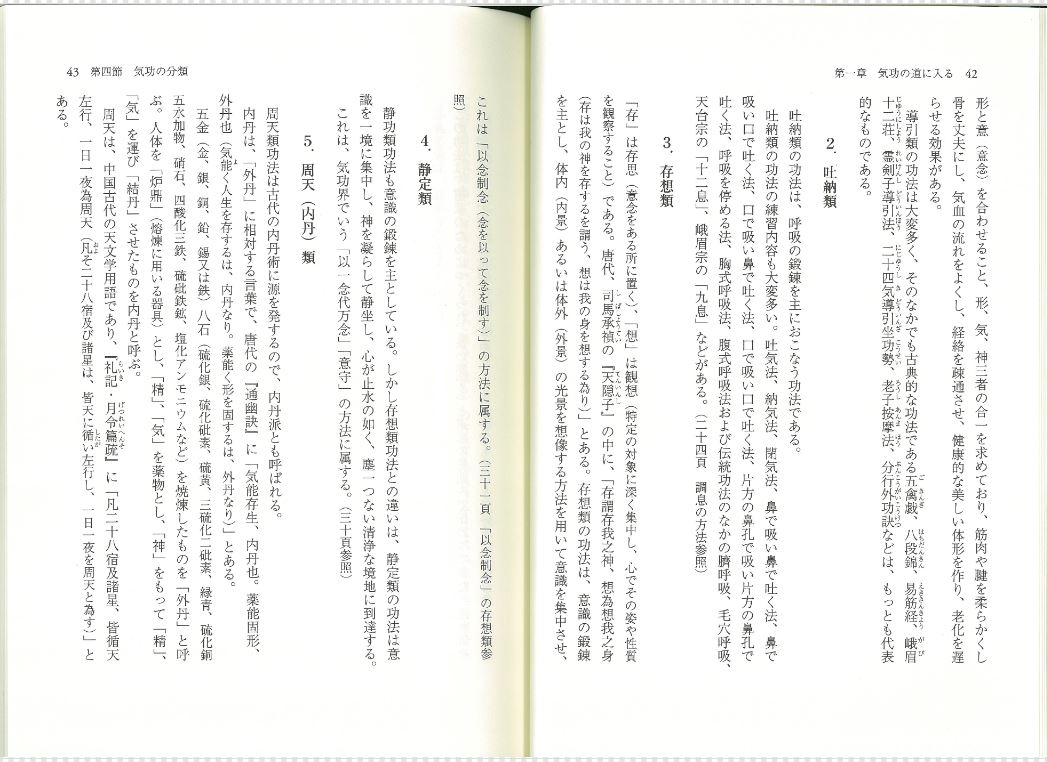 第一章　気功の道に入る　42
形と意（意念）を合わせること、形、気、神三者の合一を求めており、筋肉や腱を柔らかくし
骨を丈夫にし、気血の流れをよくし、経絡を疎通させ、健康的な美しい体形を作り、老化を遅
らせる効果がある。
導引類の功法は大変多く、そのなかでも古典的な功法である五禽戯、八段錦、易筋経、峨眉
十二荘、霊剣子導引法、二十四気導引坐功勢、老子按摩法、分行外功訣などは、もっとも代表
的なものである。
2．吐納類
吐納類の功法は、呼吸の鍛錬を主におこなう功法である。
吐納類の功法の練習内容も大変多い。吐気法、納気法、閉気法、鼻で吸い鼻で吐く法、鼻で
吸い口で吐く法、口で吸い鼻で吐く法、口で吸い口で吐く法、片方の鼻孔で吸い片方の鼻孔で
吐く法、呼吸を停める法、胸式呼吸法、腹式呼吸法および伝統功法のなかの臍呼吸、毛穴呼吸、
天台宗の「十二息」、峨眉宗の「九息」などがある。（二十四頁　調息の方法参照）
3．存想類
「存」は存思（意念をある所に置く）、「想」は観想（特定の対象に深く集中し、心でその姿や性質
を観察すること）である。唐代、司馬承禎の『天隠子』の中に、「存謂存我之神、想為想我之身
（存は我の神を存するを謂う、想は我の身を想する為り）」とある。存想類の功法は、意識の鍛錬
を主とし、体内（内景）あるいは体外（外景）の光景を想像する方法を用いて意識を集中させ、
43　第四節　気功の分類
これは「以念制念（念を以って念を制す）」の方法に属する。（三十一頁　「以念制念」の存想類参
照）
4．静定類
静功類功法も意識の鍛錬を主としている。しかし存想類功法との違いは、静定類の功法は意
識を一境に集中し、神を凝らして静坐し、心が止水の如く、塵一つない清浄な境地に到達する。
これは、気功界でいう「以一念代万念」「意守」の方法に属する。（三十頁参照）
5．周天（内丹）類
周天類功法は古代の内丹術に源を発するので、内丹派とも呼ばれる。
内丹は、「外丹」に相対する言葉で、唐代の『通幽訣』に「気能存生、内丹也。薬能固形、
外丹也（気能く人生を存するは、内丹なり。薬能く形を固するは、外丹なり）」とある。
五金（金、銀、銅、鉛、錫又は鉄）八石（硫化銀、硫化砒素、硫黄、三硫化二砒素、緑青、硫化銅
五水加物、硝石、四酸化三鉄、硫砒鉄鉱、塩化アンモニウムなど）を焼煉したものを「外丹」と呼
ぶ。人体を「炉鼎」（熔煉に用いる器具）とし、「精」、「気」を薬物とし、「神」をもって「精」、
「気」を運び「結丹」させたものを内丹と呼ぶ。
周天は、中国古代の天文学用語であり、『礼記・月令篇疏』に「凡二十八宿及諸星、皆循天
左行、一日一夜為周天（凡そ二十八宿及び諸星は、皆天に循い左行し、一日一夜を周天と為す）」と
ある。